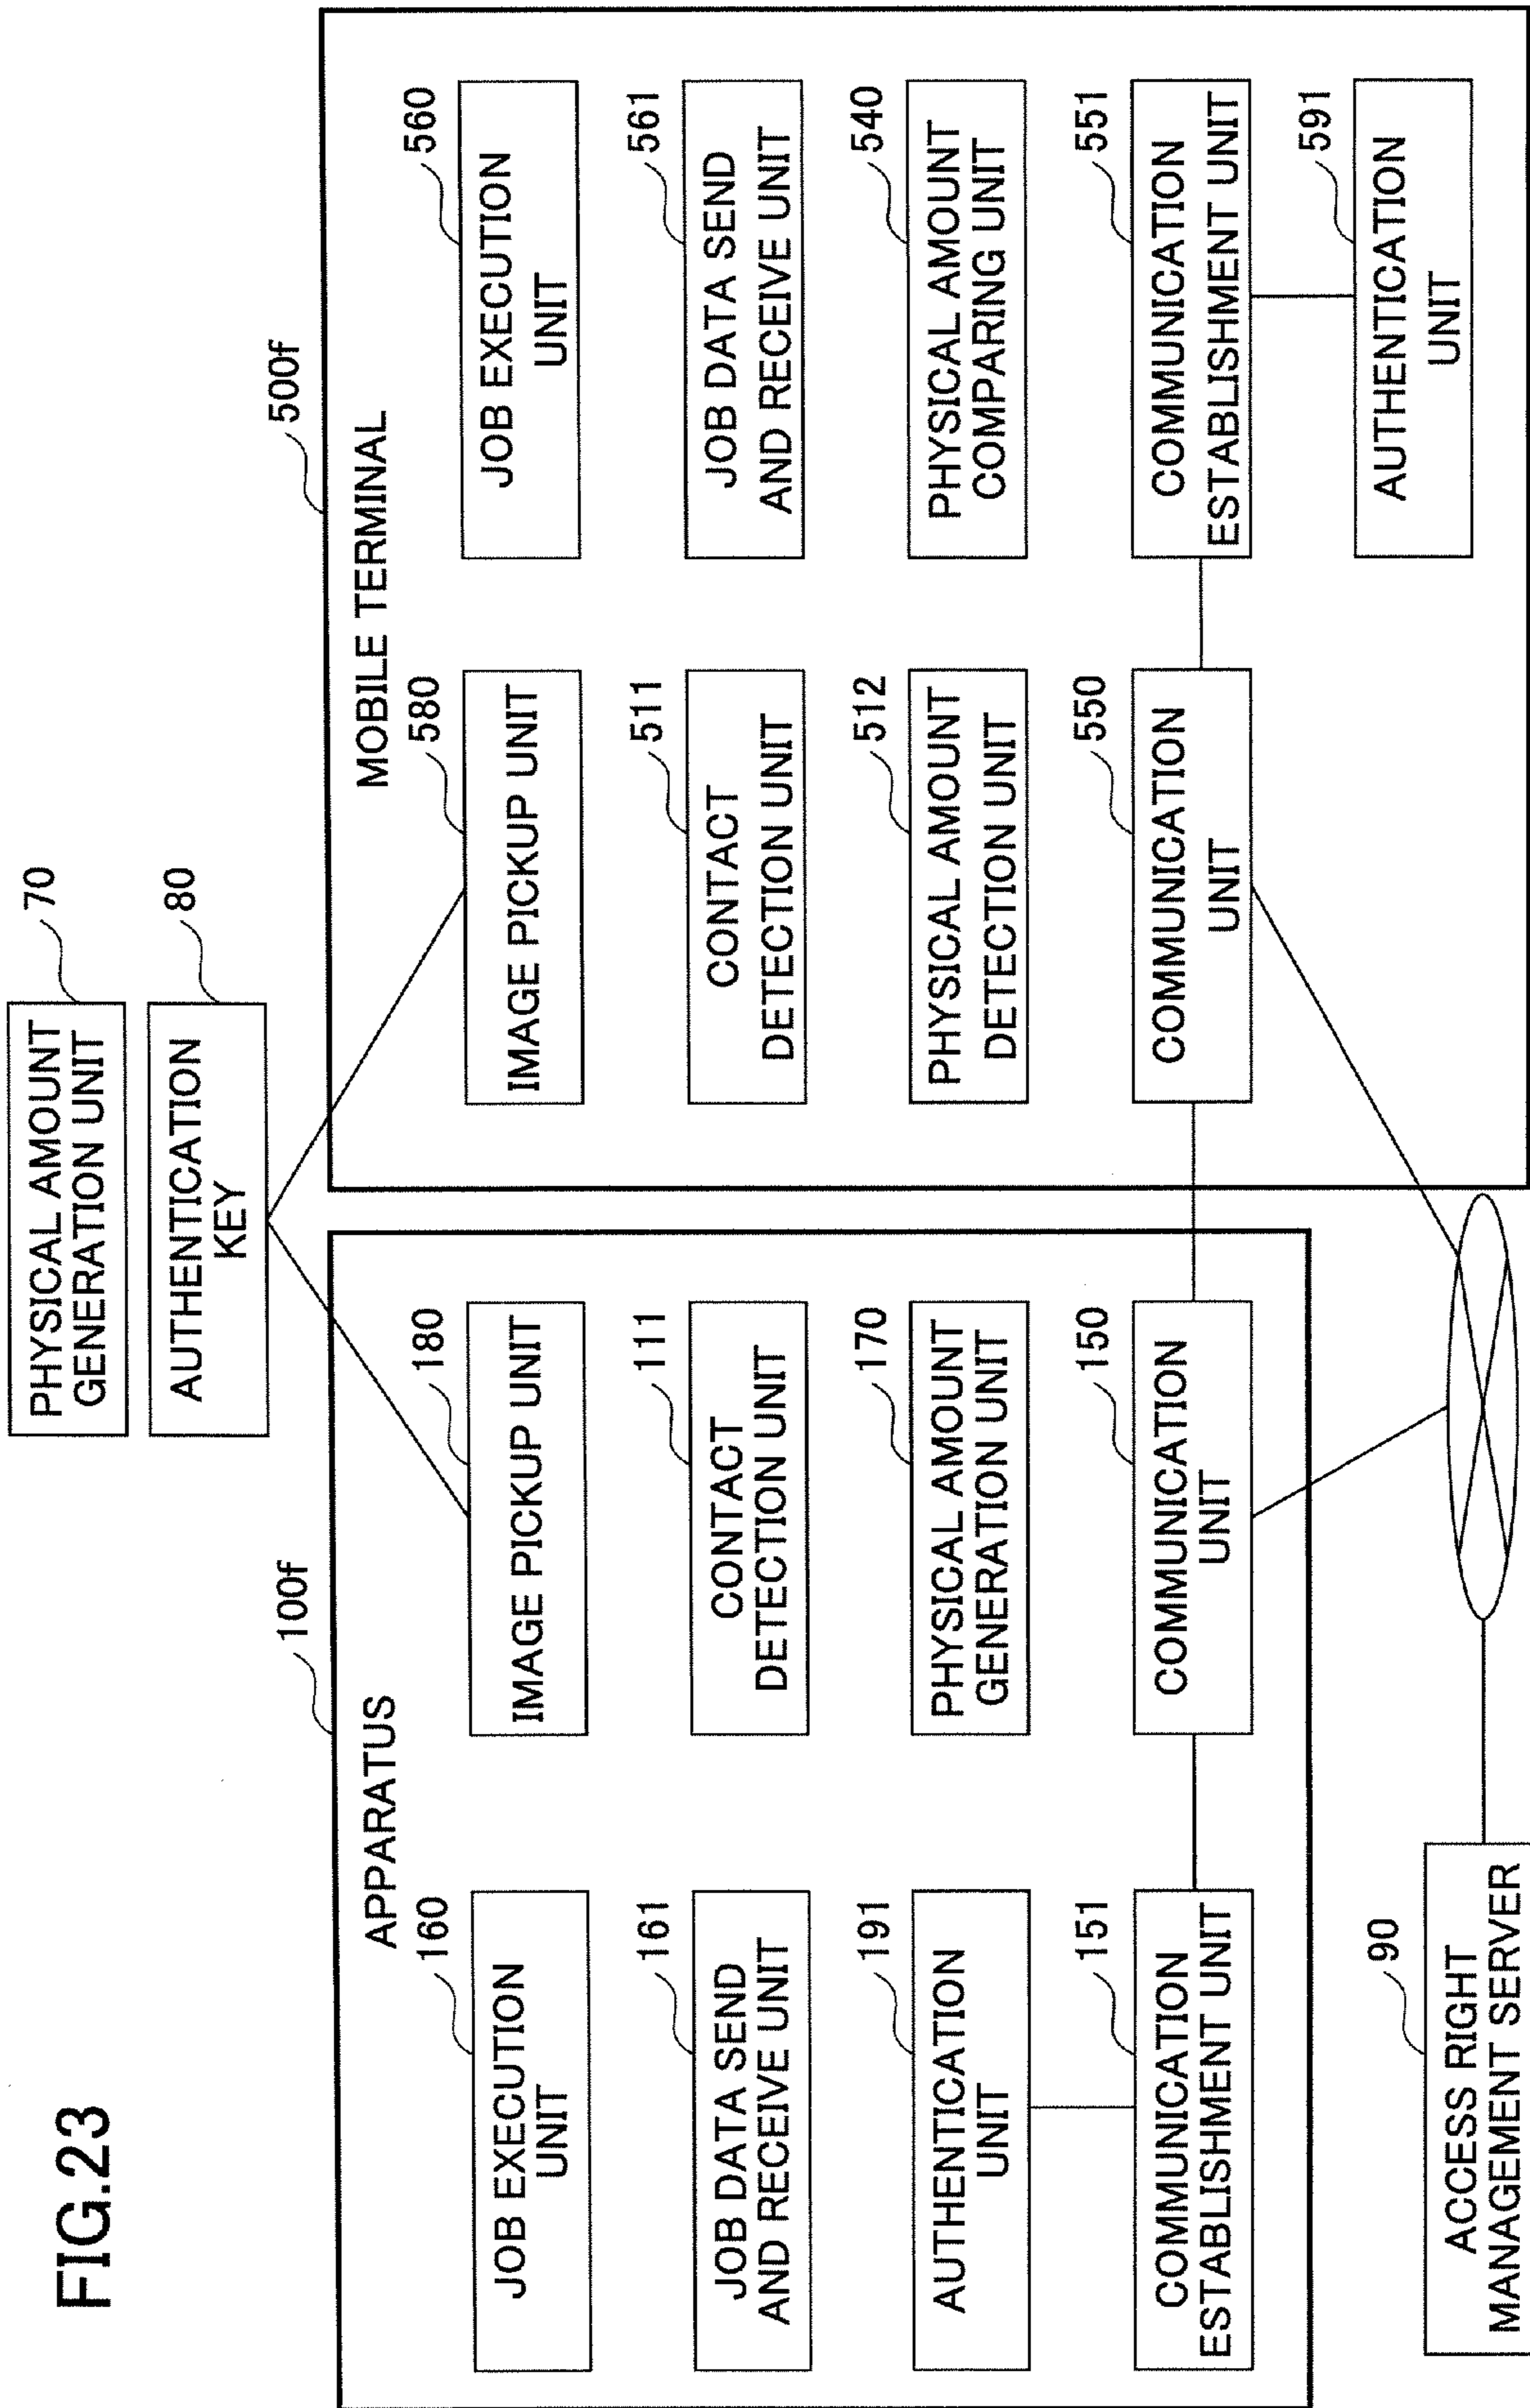 FIG.23
PHYSICAL AMOUNT
GENERATION UNIT
70
AUTHENTICATION
KEY
80
100f
APPARATUS
JOB EXECUTION
UNIT
160
IMAGE PICKUP UNIT
180
JOB DATA SEND
AND RECEIVE UNIT
161
CONTACT
DETECTION UNIT
111
AUTHENTICATION
UNIT
191
PHYSICAL AMOUNT
GENERATION UNIT
170
COMMUNICATION
ESTABLISHMENT UNIT
151
COMMUNICATION
UNIT
150
500f
MOBILE TERMINAL
IMAGE PICKUP UNIT
580
JOB EXECUTION
UNIT
560
CONTACT
DETECTION UNIT
511
JOB DATA SEND
AND RECEIVE UNIT
561
PHYSICAL AMOUNT
DETECTION UNIT
512
PHYSICAL AMOUNT
COMPARING UNIT
540
COMMUNICATION
UNIT
550
COMMUNICATION
ESTABLISHMENT UNIT
551
AUTHENTICATION
UNIT
591
ACCESS RIGHT
MANAGEMENT SERVER
90